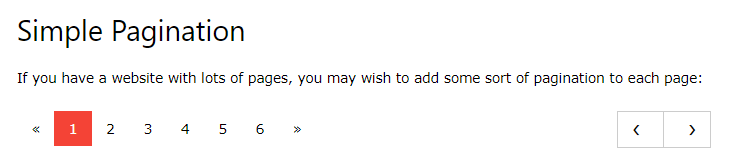 Simple Pagination
If you have a website with lots of pages, you may wish to add some sort of pagination to each page:
« 1 2 3 4 5 6 » ‹ ›